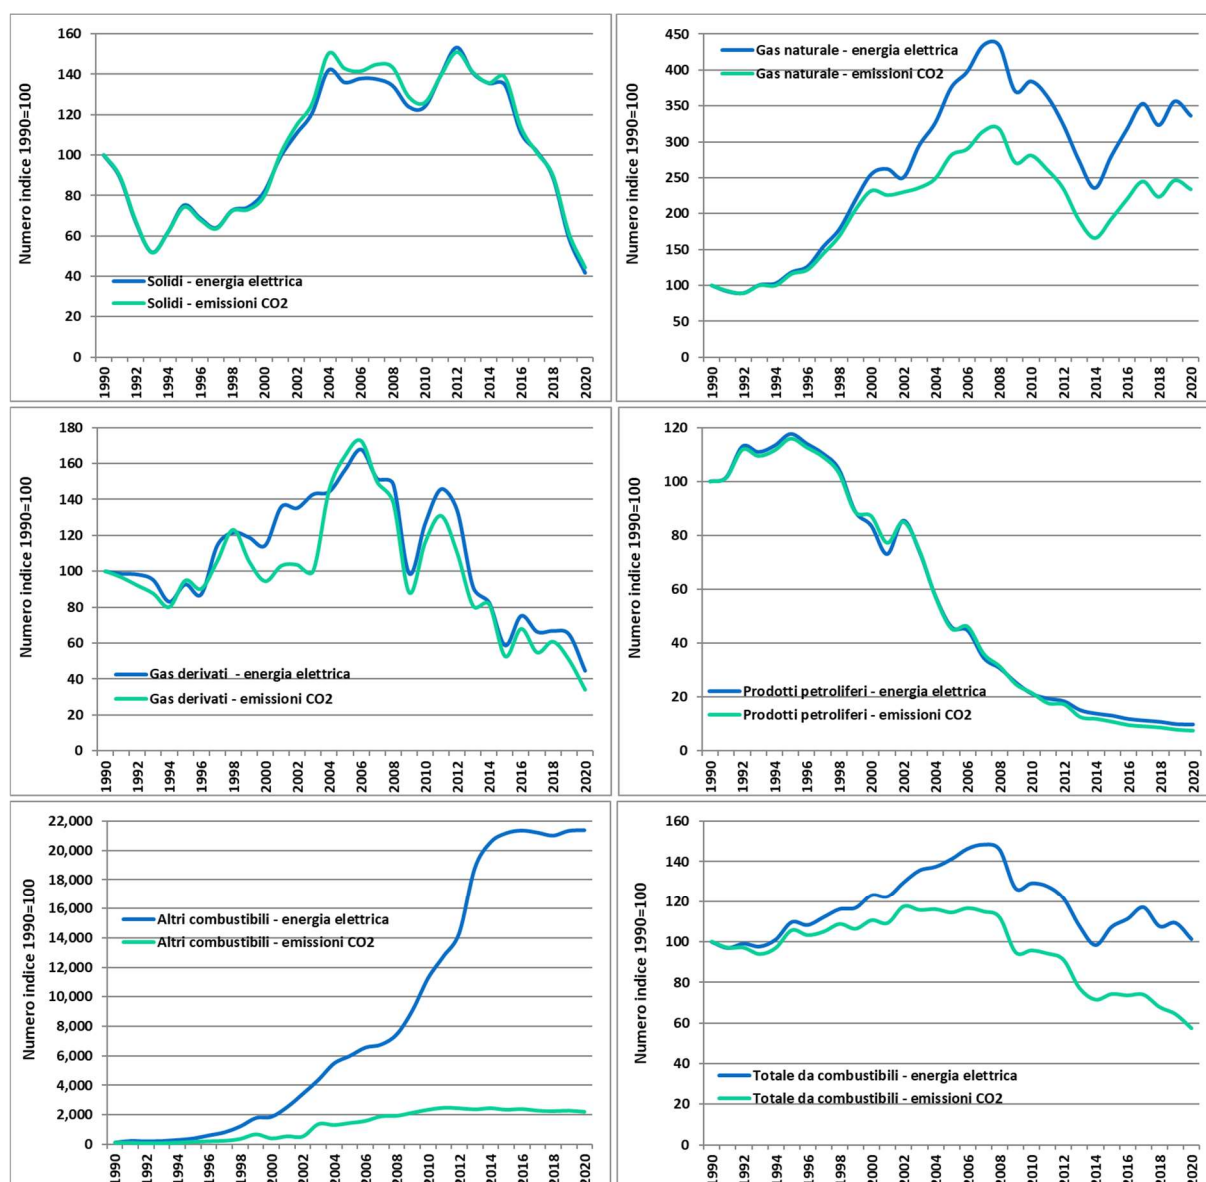 Numero indice 1990=100
160
140
120
100
80
60
40
20
0
Solidi - energia elettrica
Solidi - emissioni CO2
1990 1992 1994 1996 1998 2000 2002 2004 2006 2008 2010 2012 2014 2016 2018 2020
Numero indice 1990=100
450
400
350
300
250
200
150
100
50
0
Gas naturale - energia elettrica
Gas naturale - emissioni CO2
1990 1992 1994 1996 1998 2000 2002 2004 2006 2008 2010 2012 2014 2016 2018 2020
Numero indice 1990=100
180
160
140
120
100
80
60
40
20
0
Gas derivati - energia elettrica
Gas derivati - emissioni CO2
1990 1992 1994 1996 1998 2000 2002 2004 2006 2008 2010 2012 2014 2016 2018 2020
Numero indice 1990=100
120
100
80
60
40
20
0
Prodotti petroliferi - energia elettrica
Prodotti petroliferi - emissioni CO2
1990 1992 1994 1996 1998 2000 2002 2004 2006 2008 2010 2012 2014 2016 2018 2020
Numero indice 1990=100
22,000
20,000
18,000
16,000
14,000
12,000
10,000
8,000
6,000
4,000
2,000
0
Altri combustibili - energia elettrica
Altri combustibili - emissioni CO2
1990 1992 1994 1996 1998 2000 2002 2004 2006 2008 2010 2012 2014 2016 2018 2020
Numero indice 1990=100
160
140
120
100
80
60
40
20
0
Totale da combustibili - energia elettrica
Totale da combustibili - emissioni CO2
1990 1992 1994 1996 1998 2000 2002 2004 2006 2008 2010 2012 2014 2016 2018 2020